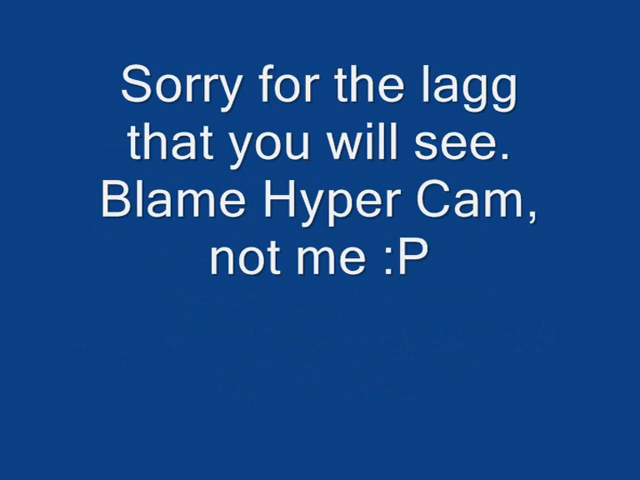 Sorry for the lagg
that you will see.
Blame Hyper Cam,
not me :P